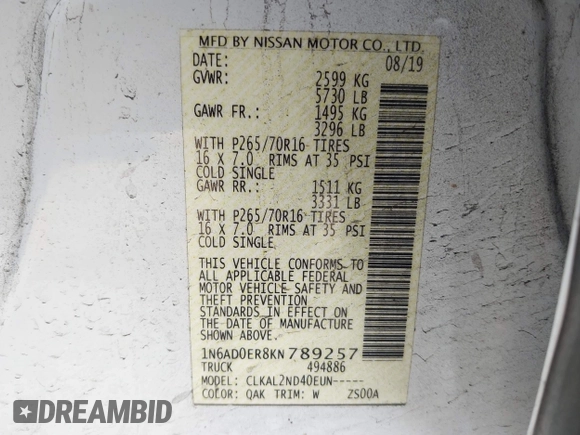 MFD BY NISSAN MOTOR CO., LTD.
DATE: 08/19
GVWR: 2599 KG
5730 LB
GAWR FR.: 1495 KG
3296 LB
WITH P265/70R16 TIRES
16 X 7.0 RIMS AT 35 PSI
COLD SINGLE
GAWR RR.: 1511 KG
3331 LB
WITH P265/70R16 TIRES
16 X 7.0 RIMS AT 35 PSI
COLD SINGLE
THIS VEHICLE CONFORMS TO
ALL APPLICABLE FEDERAL
MOTOR VEHICLE SAFETY AND
THEFT PREVENTION
STANDARDS IN EFFECT ON
THE DATE OF MANUFACTURE
SHOWN ABOVE.
1N6AD0ER8KN789257
TRUCK 494886
MODEL: CLKAL2ND40EUN-----
COLOR: QAK TRIM: W ZS00A
DREAMBID
DREAMBID